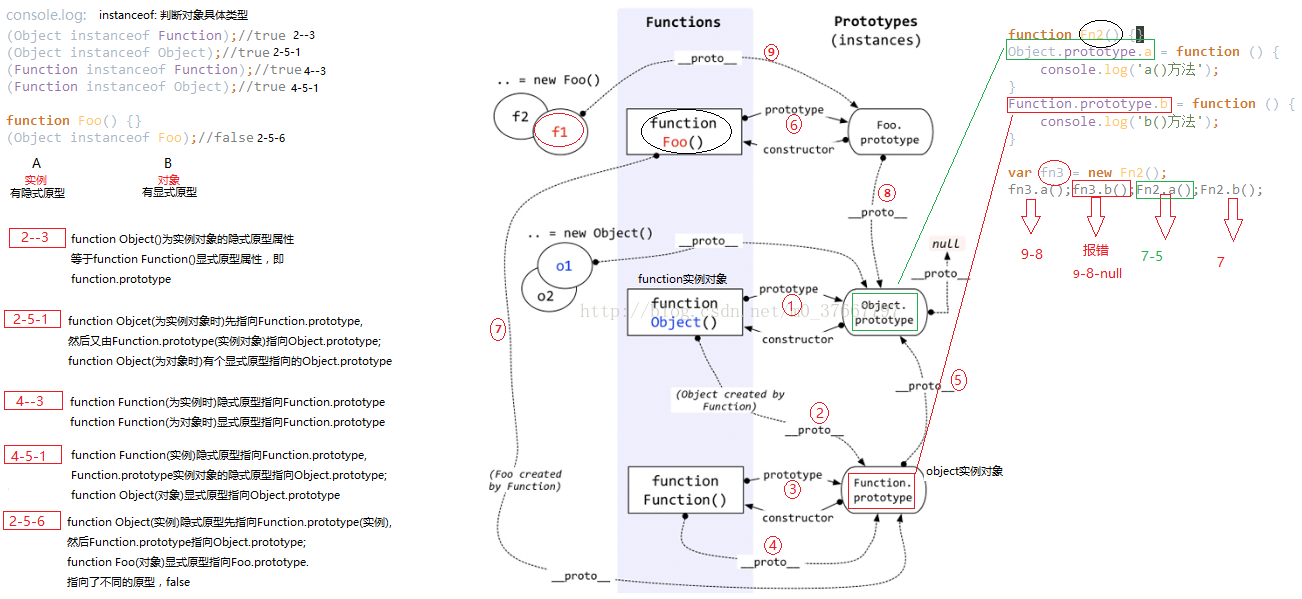 console.log: instanceof: 判断对象具体类型
(Object instanceof Function);//true 2--3
(Object instanceof Object);//true 2-5-1
(Function instanceof Function);//true 4--3
(Function instanceof Object);//true 4-5-1
function Foo() {}
(Object instanceof Foo);//false 2-5-6
A B
实例 对象
有隐式原型 有显式原型
2--3
function Object()为实例对象的隐式原型属性
等于function Function()显式原型属性，即
function.prototype
2-5-1
function Objcet(为实例对象时)先指向Function.prototype,
然后又由Function.prototype(实例对象)指向Object.prototype;
function Object(为对象时)有个显式原型指向的Object.prototype
4--3
function Function(为实例时)隐式原型指向Function.prototype
function Function(为对象时)显式原型指向Function.prototype
4-5-1
function Function(实例)隐式原型指向Function.prototype,
Function.prototype实例对象的隐式指向Object.prototype;
function Object(对象)显式原型指向Object.prototype
2-5-6
function Object(实例)隐式原型先指向Function.prototype(实例),
然后Function.prototype指向Object.prototype;
function Foo(对象)显式原型指向Foo.prototype.
指向了不同的原型，false
Functions
Prototypes
(instances)
__proto__ ⑨
.. = new Foo()
f2
f1
function
Foo()
prototype
⑥
constructor
Foo.
prototype
⑧
__proto__
.. = new Object()
__proto__
o1
o2
null
__proto__
function实例对象
function
Object()
prototype
①
constructor
Object.
prototype
http://blog.csdn.net/m0_37667297
⑦
__proto__ ⑤
(Object created by
Function)
②
__proto__
object实例对象
(Foo created
by Function)
function
Function()
prototype
③
constructor
Function.
prototype
④
__proto__
__proto__
function Fn2() {}
Object.prototype.a = function () {
console.log('a()方法');
}
Function.prototype.b = function () {
console.log('b()方法');
}
var fn3 = new Fn2();
fn3.a();fn3.b();Fn2.a();Fn2.b();
9-8
报错
9-8-null
7-5
7